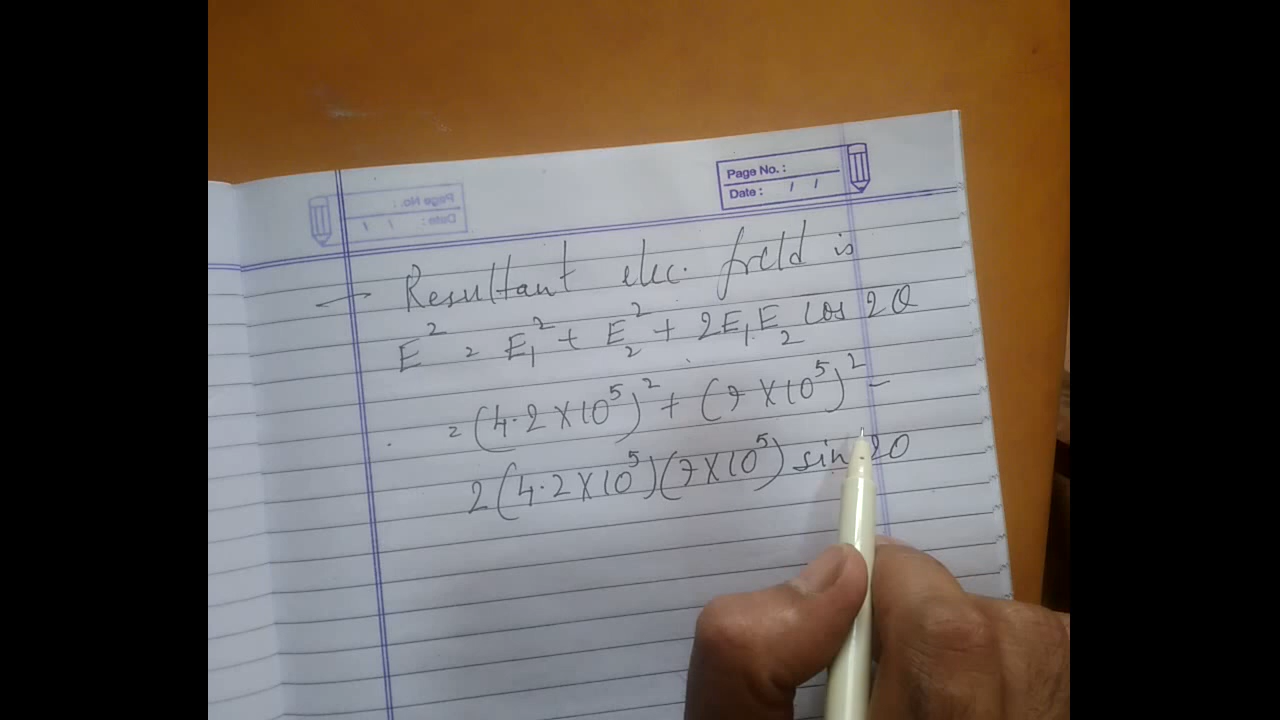 Page No.:
Date: / /
→ Resultant elec. field is
E² = E₁² + E₂² + 2E₁E₂ cos 2θ
= (4.2 × 10⁵)² + (7 × 10⁵)² −
2(4.2 × 10⁵)(7 × 10⁵) sin 2θ